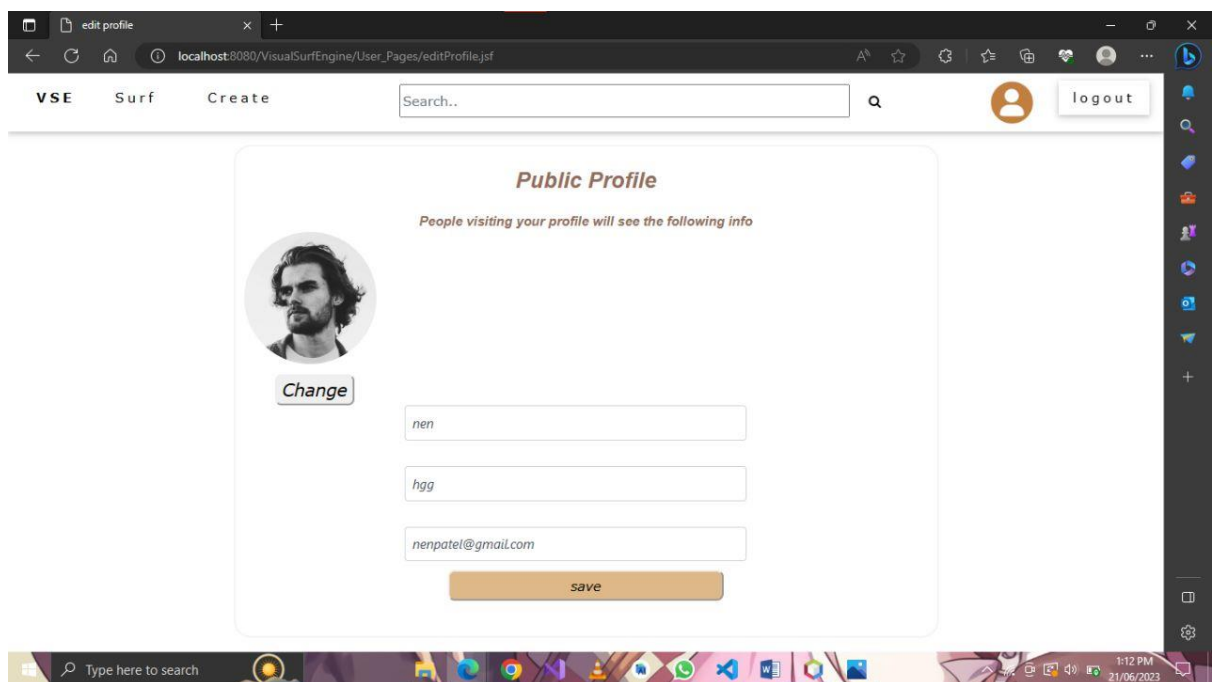 edit profile
localhost:8080/VisualSurfEngine/User_Pages/editProfile.jsf
VSE Surf Create Search.. logout
Public Profile
People visiting your profile will see the following info
Change
nen
hgg
nenpatel@gmail.com
save
Type here to search
1:12 PM
21/06/2023